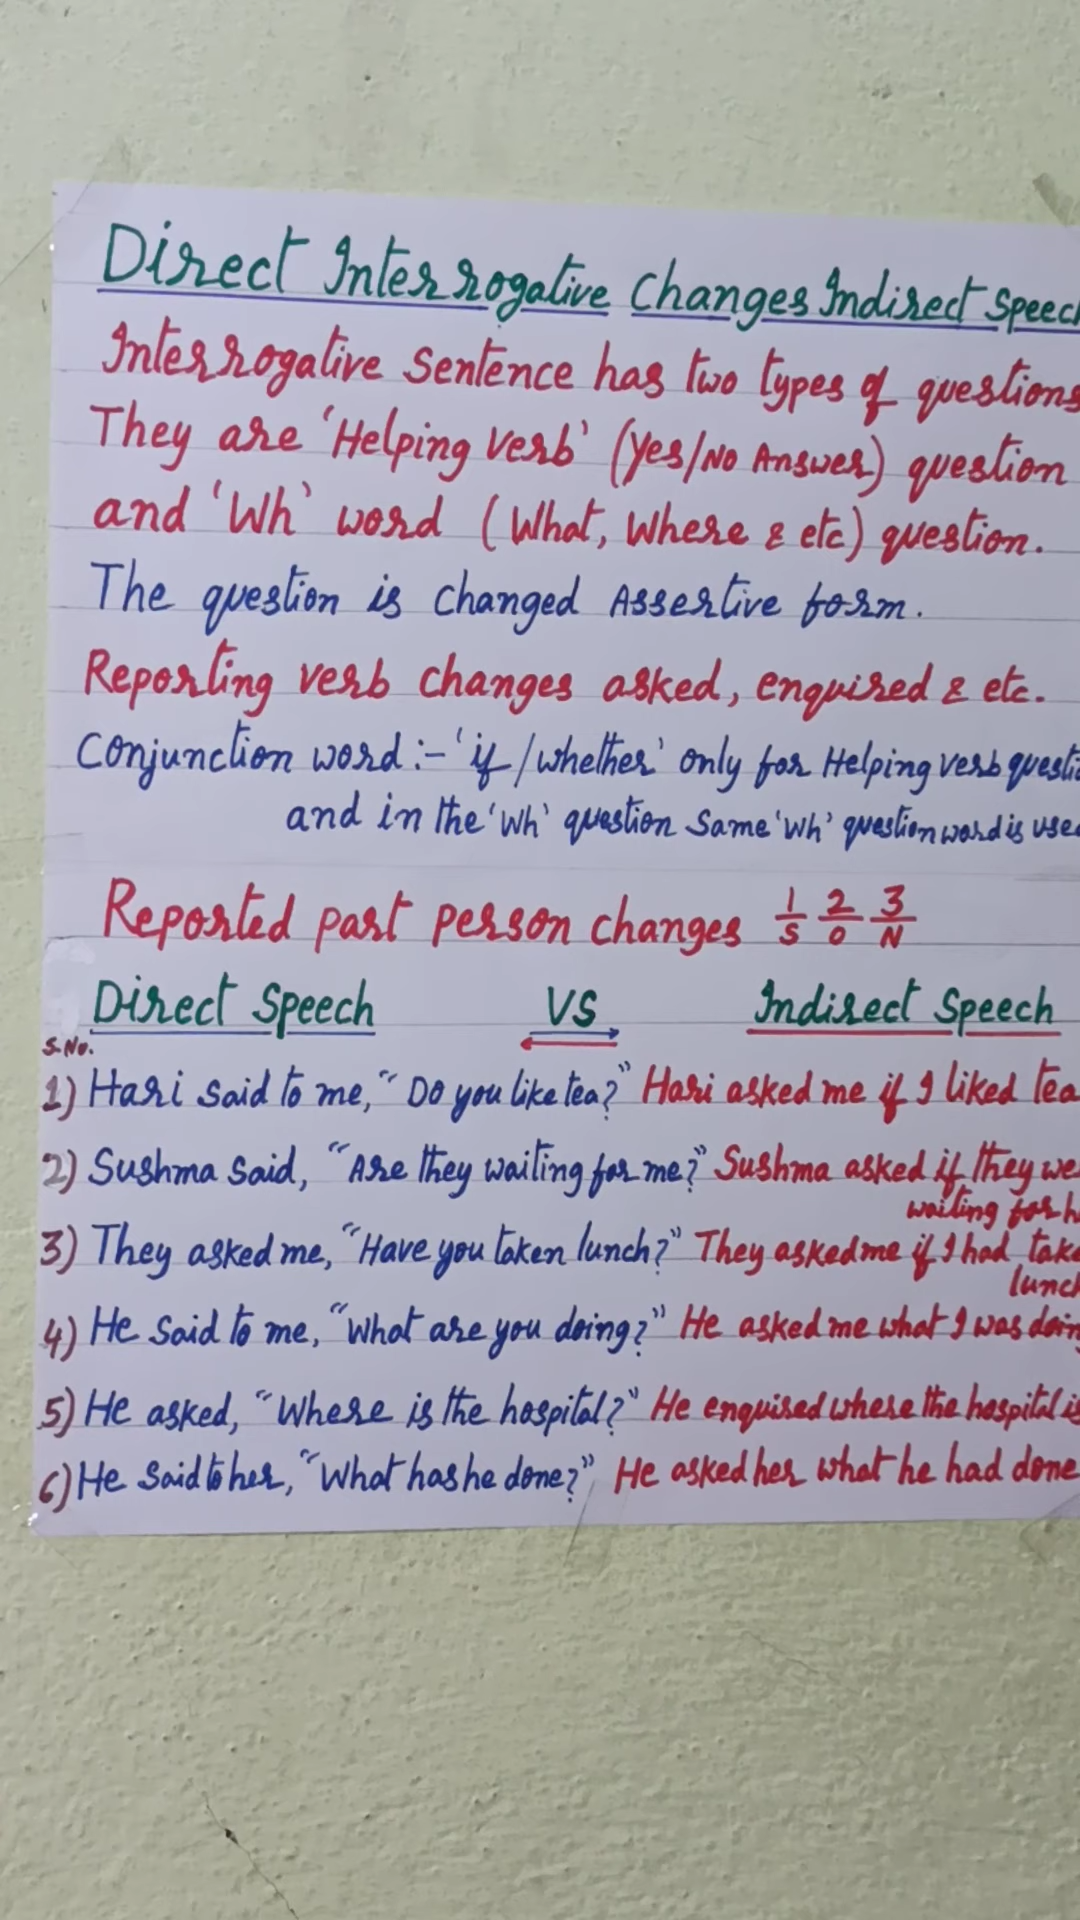 Direct Interrogative Changes Indirect Speech
Interrogative Sentence has two types of questions
They are 'Helping Verb' (Yes/No Answer) question
and 'Wh' word (What, Where & etc) question.
The question is changed Assertive form.
Reporting verb changes asked, enquired & etc.
Conjunction word :- 'if/whether' only for Helping verb questi
and in the 'Wh' question Same 'Wh' question word is use
Reported part person changes 1/S 2/O 3/N
Direct Speech VS Indirect Speech
S.No.
1) Hari said to me, "Do you like tea?" Hari asked me if I liked tea
2) Sushma said, "Are they waiting for me?" Sushma asked if they we
waiting for h
3) They asked me, "Have you taken lunch?" They asked me if I had take
lunch
4) He said to me, "What are you doing?" He asked me what I was doin
5) He asked, "Where is the hospital?" He enquired where the hospital is
6) He said to her, "What has he done?" He asked her what he had done